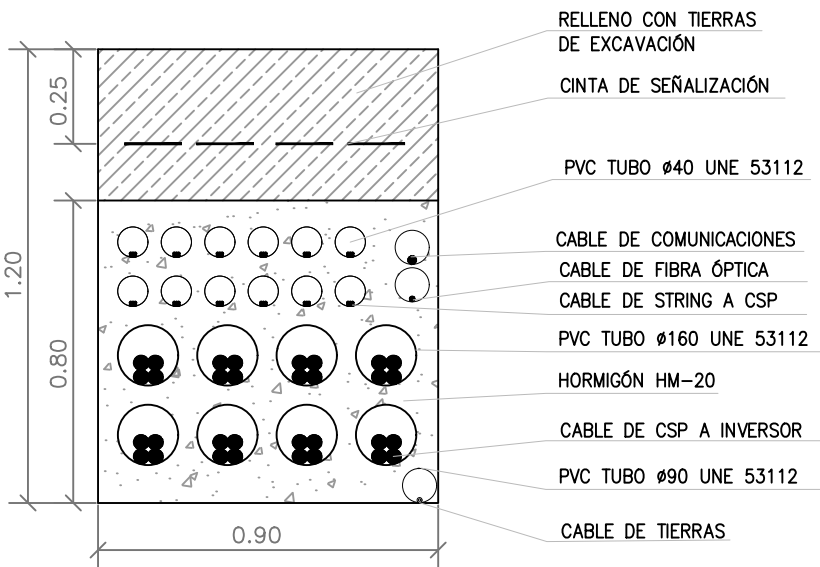 RELLENO CON TIERRAS
DE EXCAVACIÓN
CINTA DE SEÑALIZACIÓN
PVC TUBO ø40 UNE 53112
CABLE DE COMUNICACIONES
CABLE DE FIBRA ÓPTICA
CABLE DE STRING A CSP
PVC TUBO ø160 UNE 53112
HORMIGÓN HM-20
CABLE DE CSP A INVERSOR
PVC TUBO ø90 UNE 53112
CABLE DE TIERRAS
0.25
1.20
0.80
0.90